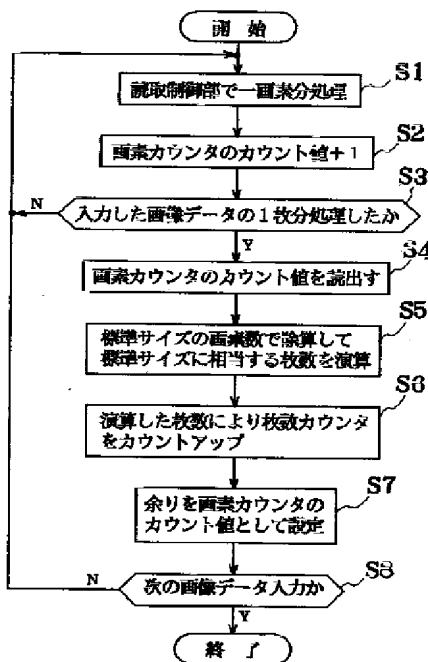 開 始
S1
読取制御部で一画素分処理
S2
画素カウンタのカウント値+1
S3
N
入力した画像データの1枚分処理したか
Y
S4
画素カウンタのカウント値を読出す
S5
標準サイズの画素数で除算して
標準サイズに相当する枚数を演算
S6
演算した枚数により枚数カウンタ
をカウントアップ
S7
余りを画素カウンタの
カウント値として設定
S8
N
次の画像データ入力か
Y
終 了